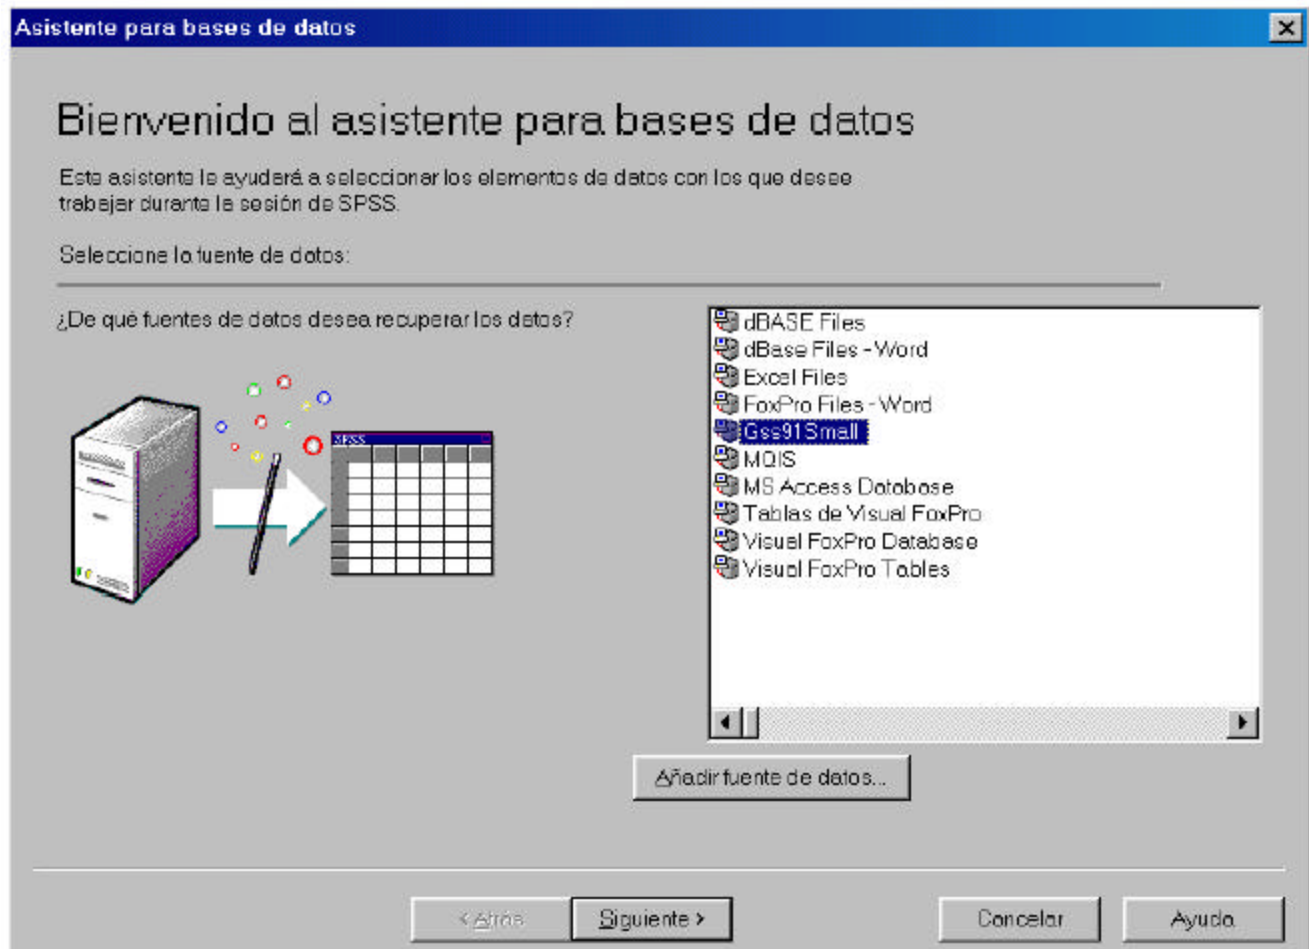 Asistente para bases de datos
Bienvenido al asistente para bases de datos
Este asistente le ayudará a seleccionar los elementos de datos con los que desee
trabajar durante la sesión de SPSS.
Seleccione la fuente de datos:
¿De qué fuentes de datos desea recuperar los datos?
SPSS
dBASE Files
dBase Files - Word
Excel Files
FoxPro Files - Word
Gss91Small
MQIS
MS Access Database
Tablas de Visual FoxPro
Visual FoxPro Database
Visual FoxPro Tables
Añadir fuente de datos...
< Atrás
Siguiente >
Cancelar
Ayuda